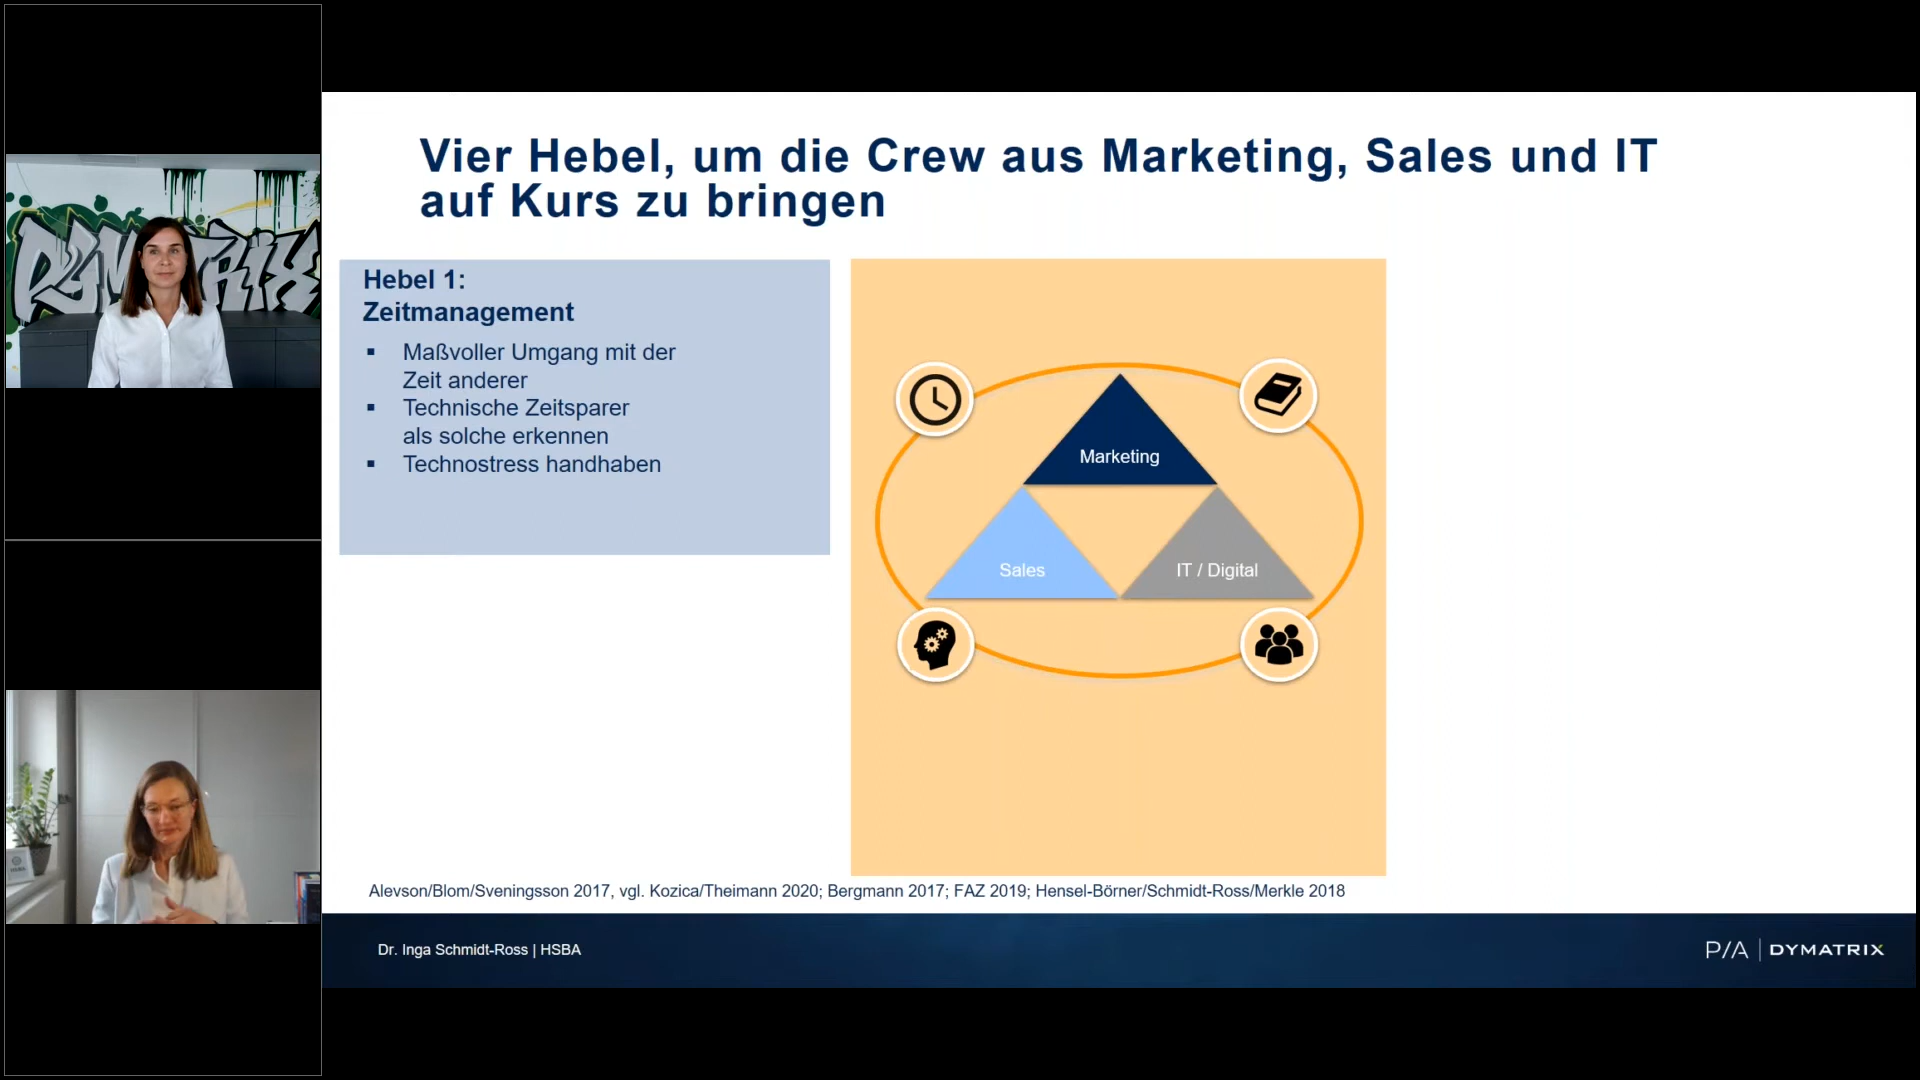 DYMATRIX
Vier Hebel, um die Crew aus Marketing, Sales und IT
auf Kurs zu bringen
Hebel 1:
Zeitmanagement
▪ Maßvoller Umgang mit der
Zeit anderer
▪ Technische Zeitsparer
als solche erkennen
▪ Technostress handhaben
Marketing
Sales
IT / Digital
Alevson/Blom/Sveningsson 2017, vgl. Kozica/Theimann 2020; Bergmann 2017; FAZ 2019; Hensel-Börner/Schmidt-Ross/Merkle 2018
Dr. Inga Schmidt-Ross | HSBA
P/A | DYMATRIX